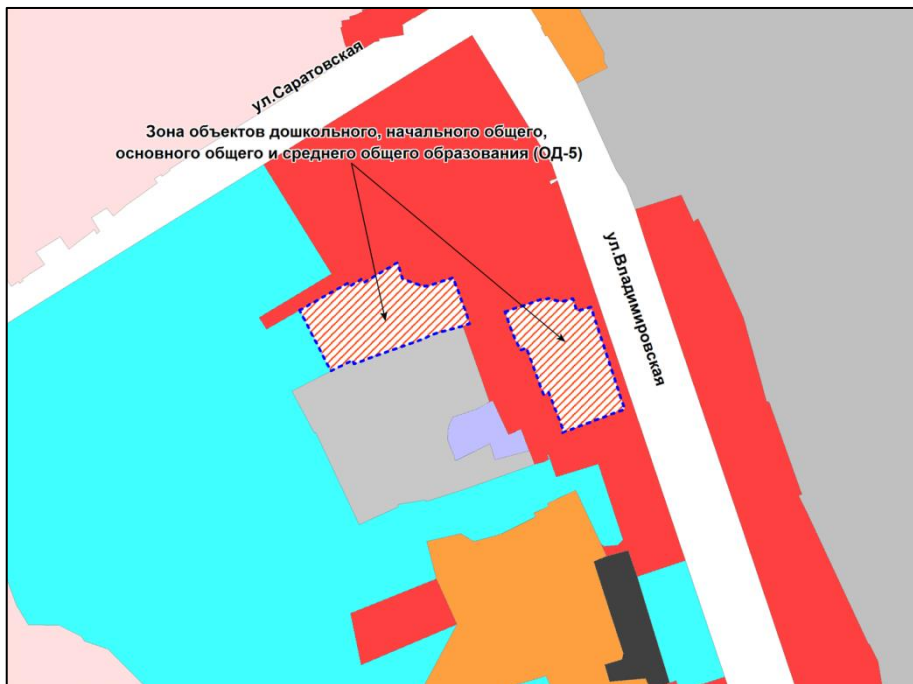 ул.Саратовская
Зона объектов дошкольного, начального общего,
основного общего и среднего общего образования (ОД-5)
ул.Владимировская